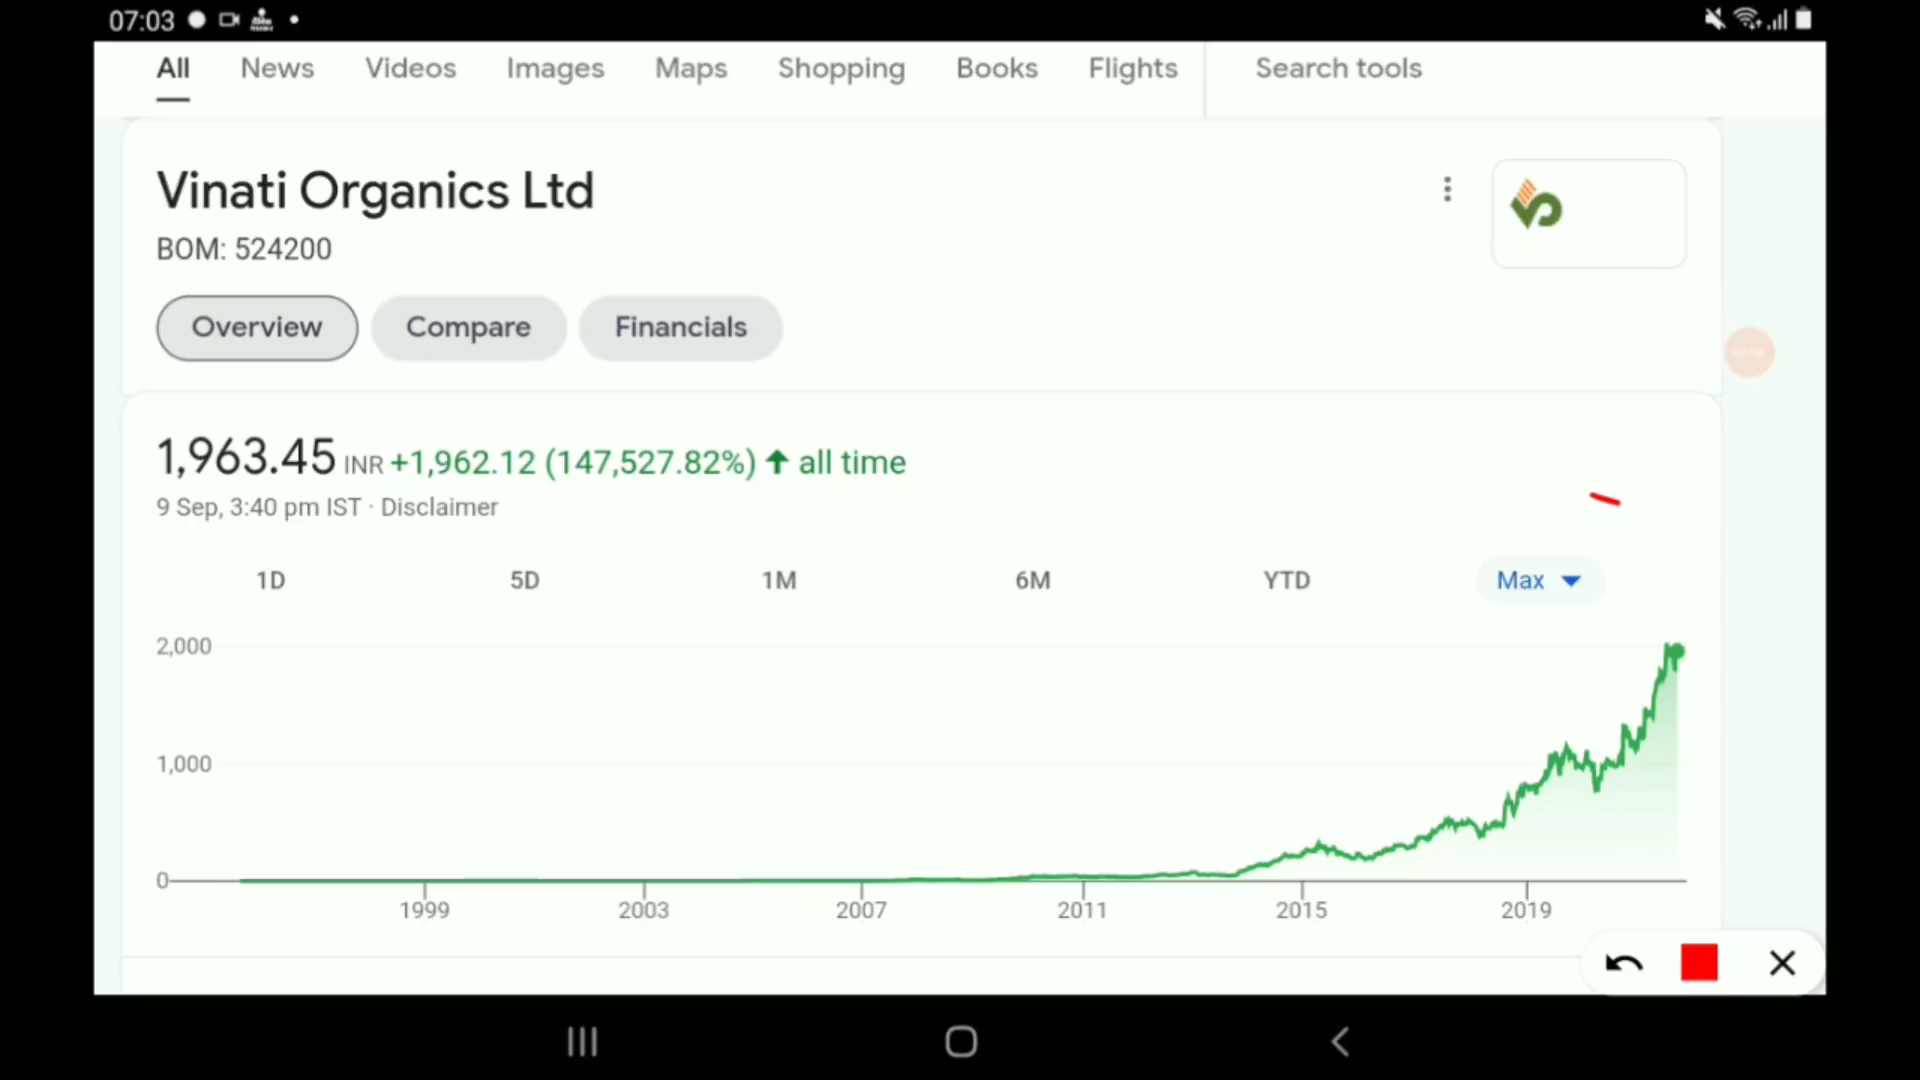 07:03
All News Videos Images Maps Shopping Books Flights Search tools
Vinati Organics Ltd
BOM: 524200
Overview Compare Financials
1,963.45 INR +1,962.12 (147,527.82%) ↑ all time
9 Sep, 3:40 pm IST · Disclaimer
1D 5D 1M 6M YTD Max
2,000
1,000
0
1999 2003 2007 2011 2015 2019